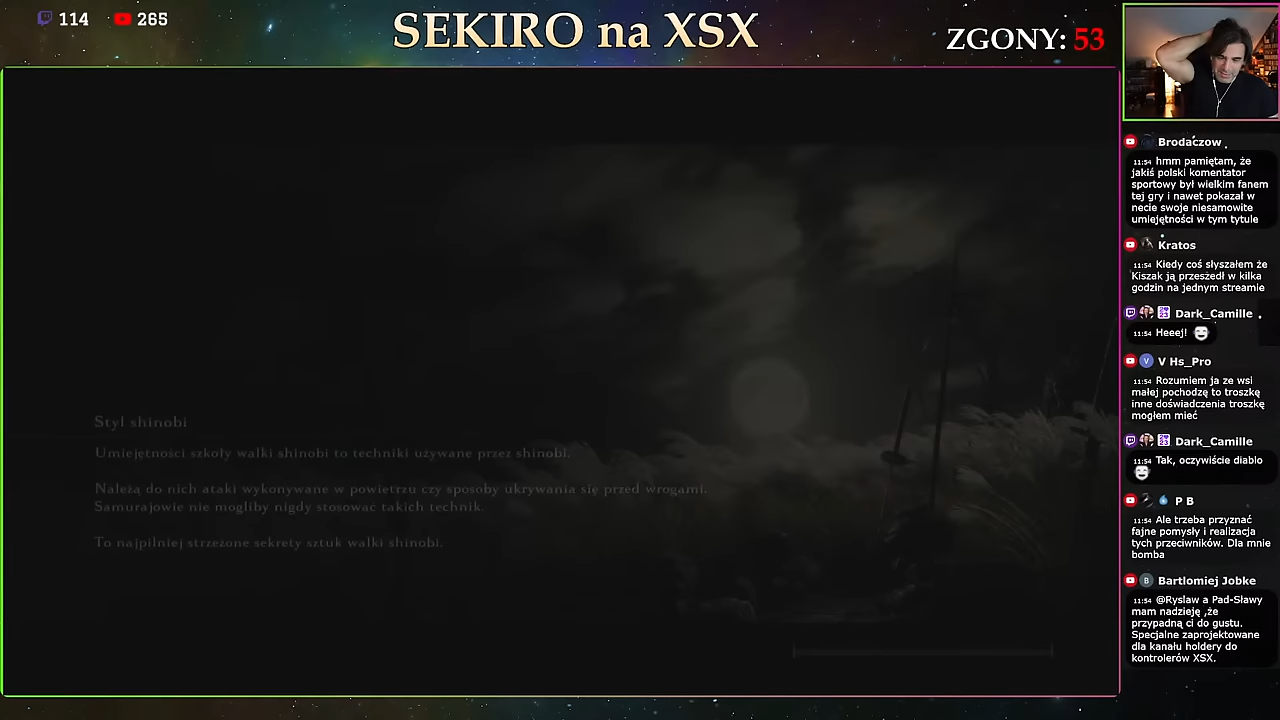 114 265
SEKIRO na XSX
ZGONY: 53
Styl shinobi
Umiejętności szkoły walki shinobi to techniki używane przez shinobi.
Należą do nich ataki wykonywane w powietrzu czy sposoby ukrywania się przed wrogami.
Samurajowie nie mogliby nigdy stosować takich technik.
To najpilniej strzeżone sekrety sztuk walki shinobi.
Brodaczow
11:54 hmm pamiętam, że
jakiś polski komentator
sportowy był wielkim fanem
tej gry i nawet pokazał w
necie swoje niesamowite
umiejętności w tym tytule
Kratos
11:54 Kiedy coś słyszałem że
Kiszak ją przeszedł w kilka
godzin na jednym streamie
Dark_Camille
11:54 Heeej!
V Hs_Pro
11:54 Rozumiem ja ze wsi
małej pochodzę to troszkę
inne doświadczenia troszkę
mogłem mieć
Dark_Camille
11:54 Tak, oczywiście diablo
P B
11:54 Ale trzeba przyznać
fajne pomysły i realizacja
tych przeciwników. Dla mnie
bomba
B Bartlomiej Jobke
11:54 @Ryslaw a Pad-Sławy
mam nadzieję ,że
przypadną ci do gustu.
Specjalne zaprojektowane
dla kanału holdery do
kontrolerów XSX.